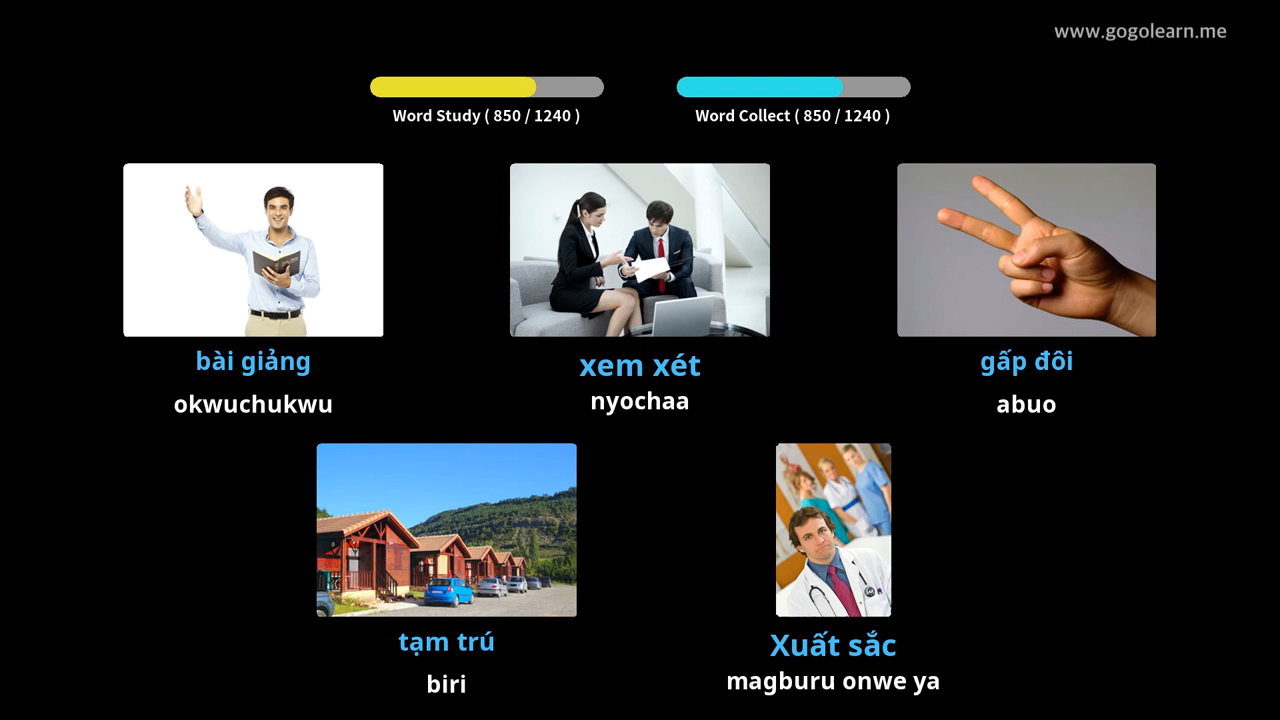 www.gogolearn.me
Word Study ( 850 / 1240 )
Word Collect ( 850 / 1240 )
bài giảng
okwuchukwu
xem xét
nyochaa
gấp đôi
abuo
tạm trú
biri
Xuất sắc
magburu onwe ya